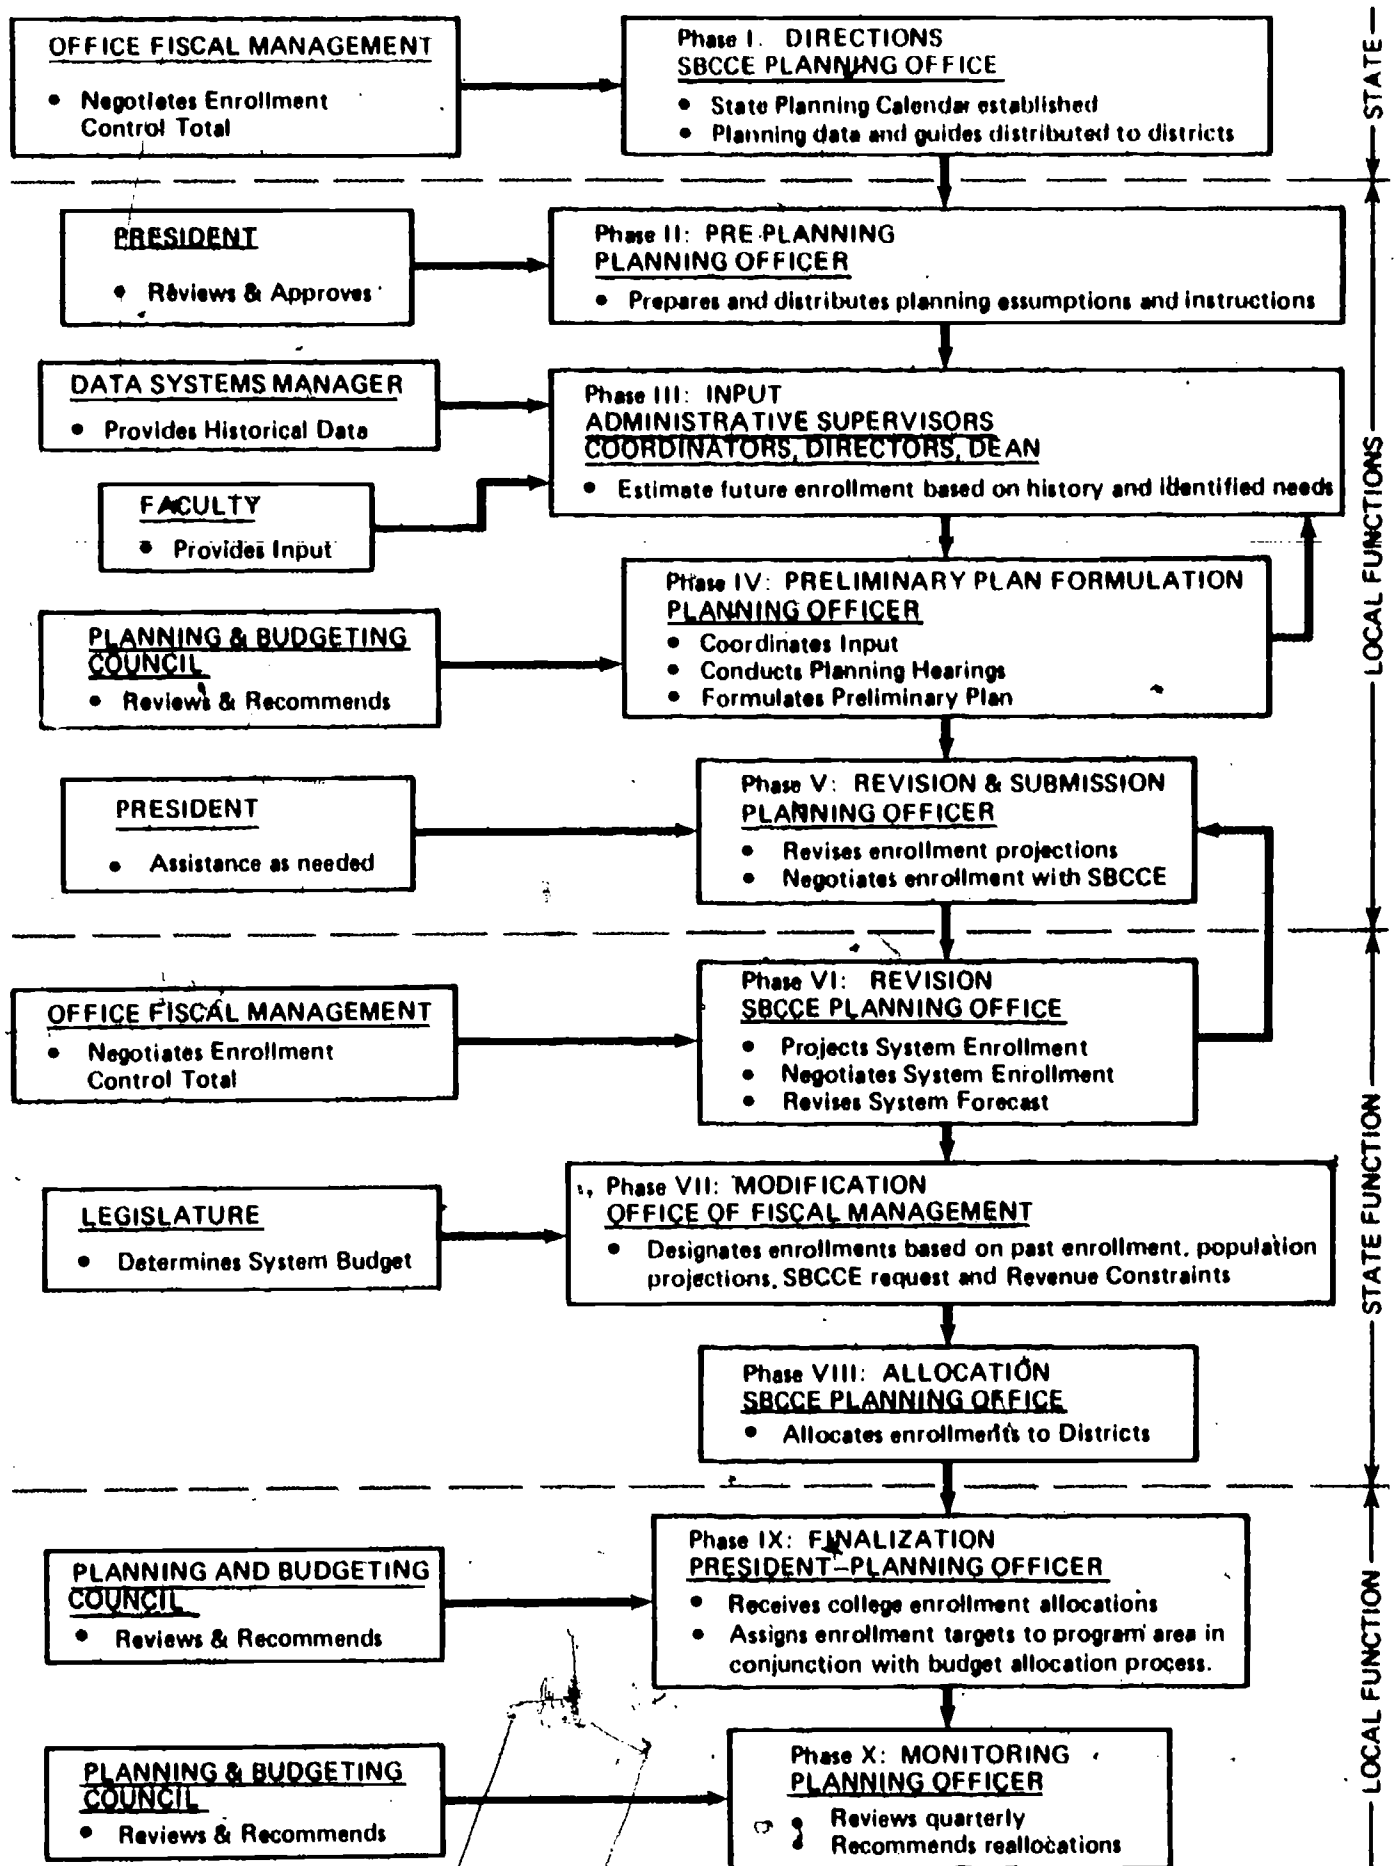 OFFICE FISCAL MANAGEMENT
• Negotiates Enrollment
Control Total
Phase I. DIRECTIONS
SBCCE PLANNING OFFICE
• State Planning Calendar established
• Planning data and guides distributed to districts
STATE
PRESIDENT
• Reviews & Approves
Phase II: PRE-PLANNING
PLANNING OFFICER
• Prepares and distributes planning assumptions and instructions
DATA SYSTEMS MANAGER
• Provides Historical Data
FACULTY
• Provides Input
Phase III: INPUT
ADMINISTRATIVE SUPERVISORS
COORDINATORS, DIRECTORS, DEAN
• Estimate future enrollment based on history and identified needs
LOCAL FUNCTIONS
PLANNING & BUDGETING
COUNCIL
• Reviews & Recommends
Phase IV: PRELIMINARY PLAN FORMULATION
PLANNING OFFICER
• Coordinates Input
• Conducts Planning Hearings
• Formulates Preliminary Plan
PRESIDENT
• Assistance as needed
Phase V: REVISION & SUBMISSION
PLANNING OFFICER
• Revises enrollment projections
• Negotiates enrollment with SBCCE
OFFICE FISCAL MANAGEMENT
• Negotiates Enrollment
Control Total
Phase VI: REVISION
SBCCE PLANNING OFFICE
• Projects System Enrollment
• Negotiates System Enrollment
• Revises System Forecast
STATE FUNCTION
LEGISLATURE
• Determines System Budget
Phase VII: MODIFICATION
OFFICE OF FISCAL MANAGEMENT
• Designates enrollments based on past enrollment, population
projections, SBCCE request and Revenue Constraints
Phase VIII: ALLOCATION
SBCCE PLANNING OFFICE
• Allocates enrollments to Districts
PLANNING AND BUDGETING
COUNCIL
• Reviews & Recommends
Phase IX: FINALIZATION
PRESIDENT-PLANNING OFFICER
• Receives college enrollment allocations
• Assigns enrollment targets to program area in
conjunction with budget allocation process.
LOCAL FUNCTION
PLANNING & BUDGETING
COUNCIL
• Reviews & Recommends
Phase X: MONITORING
PLANNING OFFICER
• Reviews quarterly
• Recommends reallocations